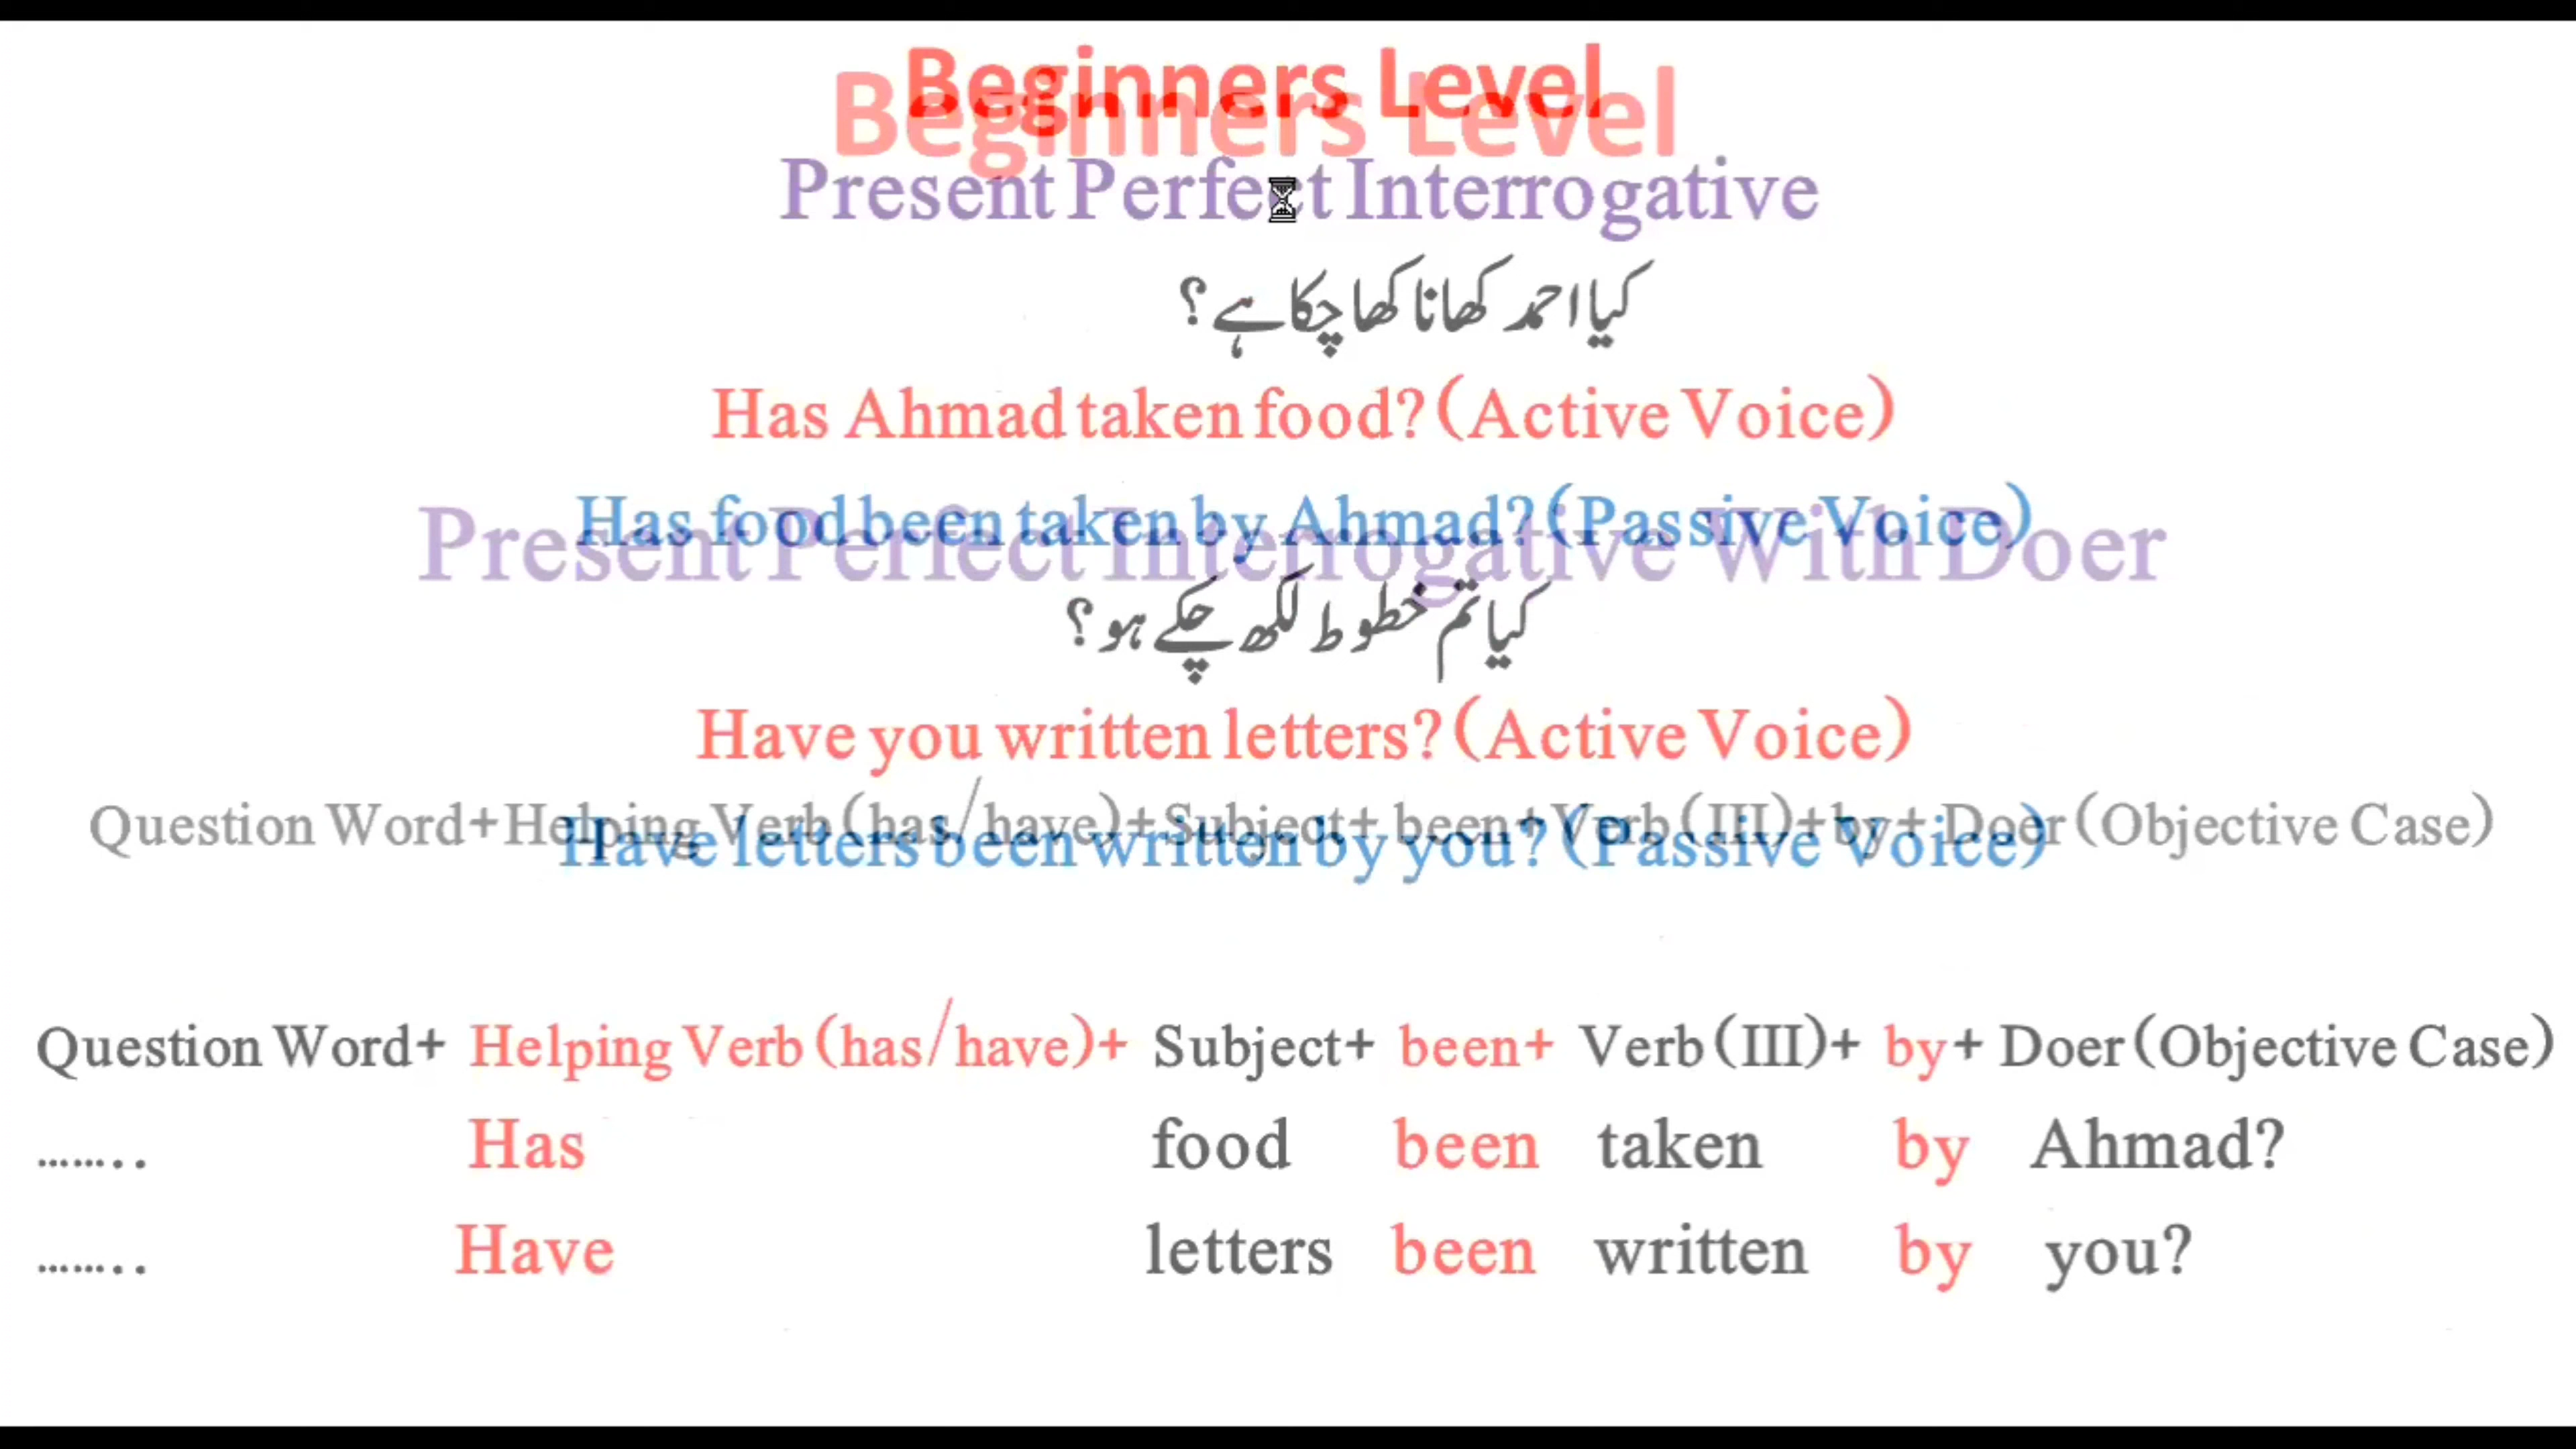 Beginners Level
Beginners Level
Present Perfect Interrogative
کیا احمد کھانا کھا چکا ہے؟
Has Ahmad taken food? (Active Voice)
Has food been taken by Ahmad? (Passive Voice)
Present Perfect Interrogative With Doer
کیا تم خطوط لکھ چکے ہو؟
Have you written letters? (Active Voice)
Question Word+Helping Verb (has/have)+Subject+ been+Verb (III)+by+ Doer (Objective Case)
Have letters been written by you? (Passive Voice)
Question Word+ Helping Verb (has/have)+ Subject+ been+ Verb (III)+ by+ Doer (Objective Case)
…….. Has food been taken by Ahmad?
…….. Have letters been written by you?